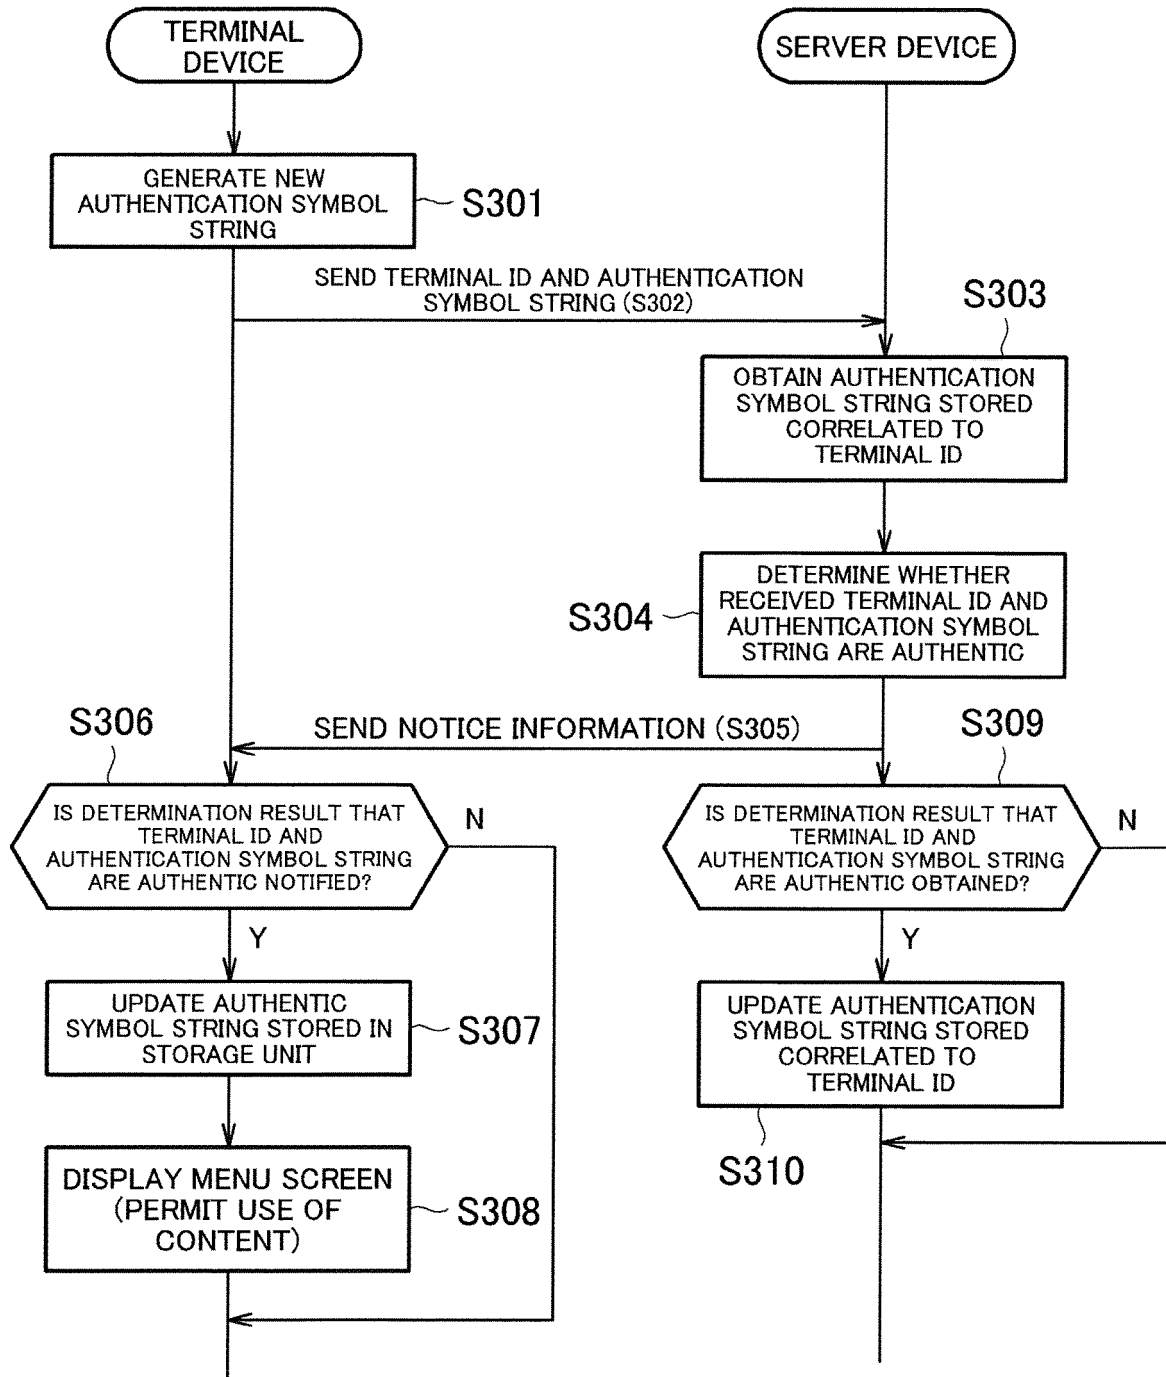 TERMINAL
DEVICE
SERVER DEVICE
GENERATE NEW
AUTHENTICATION SYMBOL
STRING
S301
SEND TERMINAL ID AND AUTHENTICATION
SYMBOL STRING (S302)
S303
OBTAIN AUTHENTICATION
SYMBOL STRING STORED
CORRELATED TO
TERMINAL ID
S304
DETERMINE WHETHER
RECEIVED TERMINAL ID AND
AUTHENTICATION SYMBOL
STRING ARE AUTHENTIC
SEND NOTICE INFORMATION (S305)
S306
IS DETERMINATION RESULT THAT
TERMINAL ID AND
AUTHENTICATION SYMBOL STRING
ARE AUTHENTIC NOTIFIED?
N
Y
S309
IS DETERMINATION RESULT THAT
TERMINAL ID AND
AUTHENTICATION SYMBOL STRING
ARE AUTHENTIC OBTAINED?
N
Y
UPDATE AUTHENTIC
SYMBOL STRING STORED IN
STORAGE UNIT
S307
UPDATE AUTHENTICATION
SYMBOL STRING STORED
CORRELATED TO
TERMINAL ID
S310
DISPLAY MENU SCREEN
(PERMIT USE OF
CONTENT)
S308